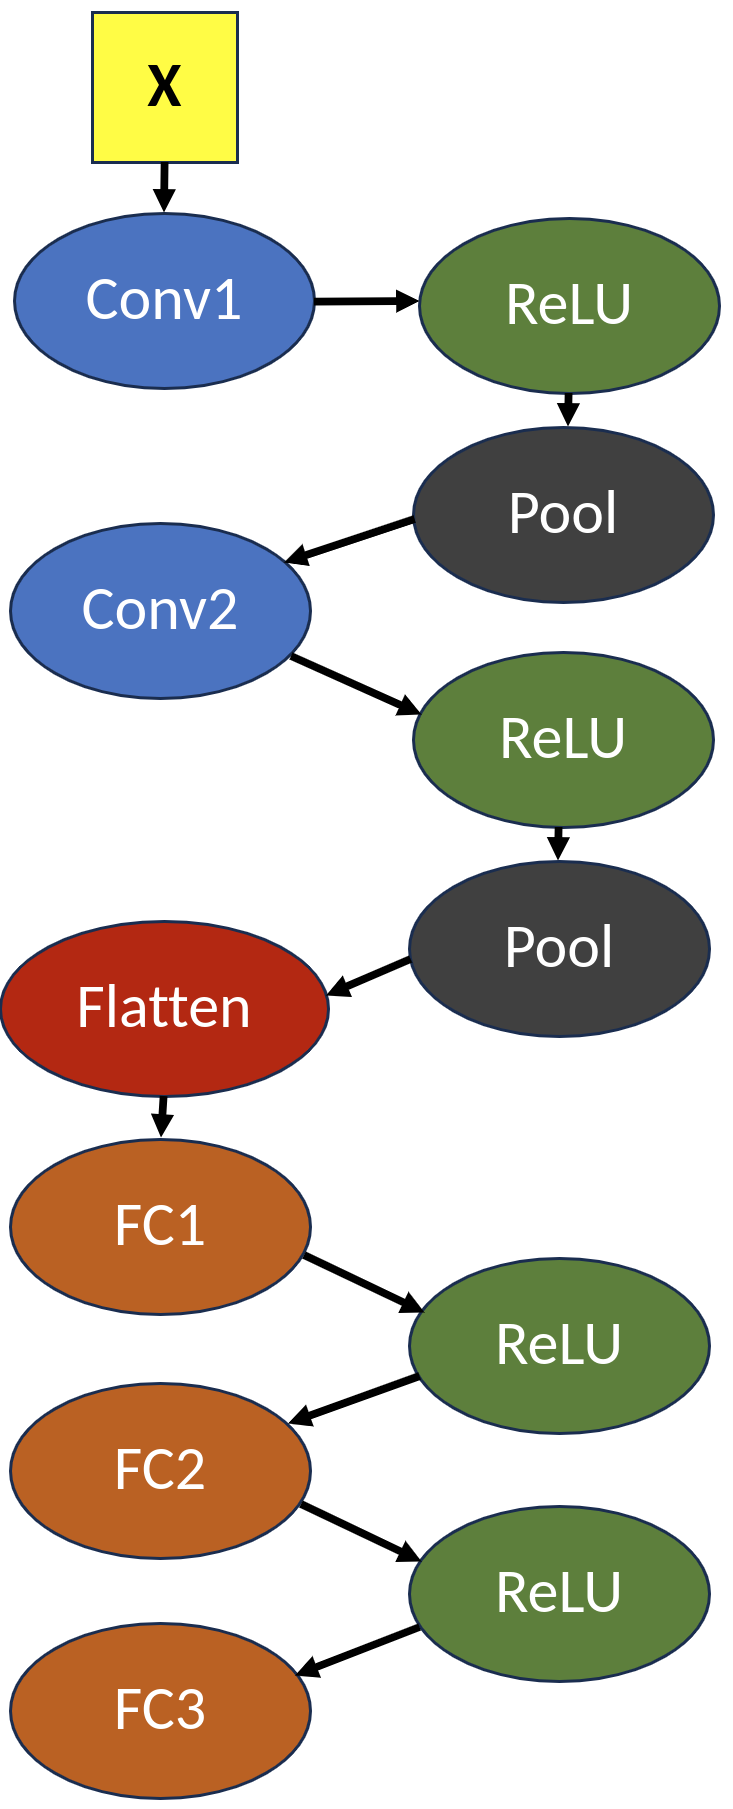 X
Conv1
ReLU
Pool
Conv2
ReLU
Pool
Flatten
FC1
ReLU
FC2
ReLU
FC3